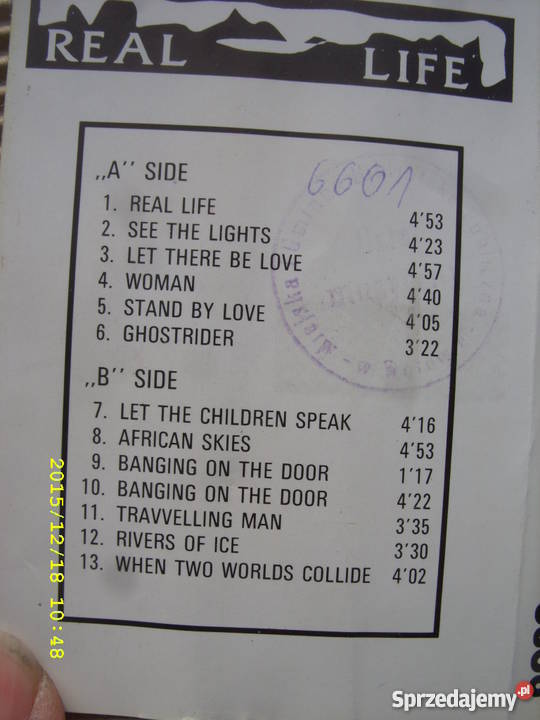 REAL LIFE
„A" SIDE
6601
1. REAL LIFE 4'53
2. SEE THE LIGHTS 4'23
3. LET THERE BE LOVE 4'57
4. WOMAN 4'40
5. STAND BY LOVE 4'05
6. GHOSTRIDER 3'22
„B" SIDE
7. LET THE CHILDREN SPEAK 4'16
8. AFRICAN SKIES 4'53
9. BANGING ON THE DOOR 1'17
10. BANGING ON THE DOOR 4'22
11. TRAVVELLING MAN 3'35
12. RIVERS OF ICE 3'30
13. WHEN TWO WORLDS COLLIDE 4'02
2015/12/18 10:48
Sprzedajemy.pl